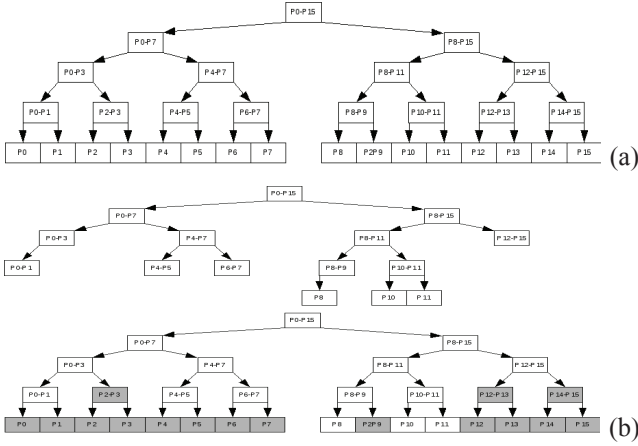 P0-P15
P0-P7 P8-P15
P0-P3 P4-P7 P8-P11 P12-P15
P0-P1 P2-P3 P4-P5 P6-P7 P8-P9 P10-P11 P12-P13 P14-P15
P0 P1 P2 P3 P4 P5 P6 P7 P8 P2P9 P10 P11 P12 P13 P14 P15
(a)
P0-P15
P0-P7 P8-P15
P0-P3 P4-P7 P8-P11 P12-P15
P0-P1 P4-P5 P6-P7 P8-P9 P10-P11
P8 P10 P11
P0-P15
P0-P7 P8-P15
P0-P3 P4-P7 P8-P11 P12-P15
P0-P1 P2-P3 P4-P5 P6-P7 P8-P9 P10-P11 P12-P13 P14-P15
P0 P1 P2 P3 P4 P5 P6 P7 P8 P2P9 P10 P11 P12 P13 P14 P15
(b)